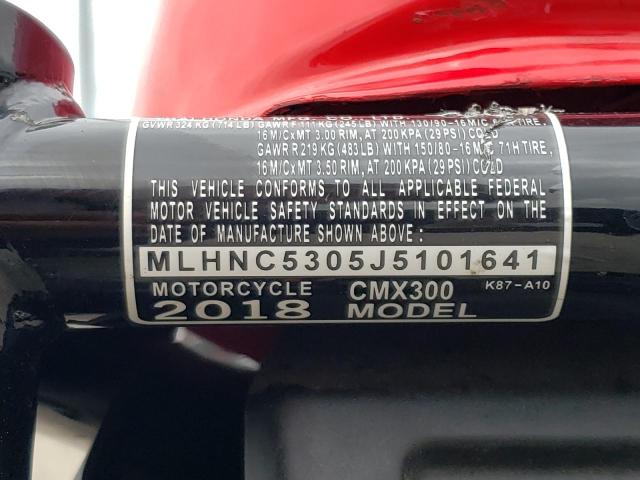 GVWR 324 KG (714 LB) GAWR F 111 KG (245 LB) WITH 130/90-16M/C TIRE,
16 M/CxMT 3.00 RIM, AT 200 KPA (29 PSI) COLD
GAWR R 219 KG (483 LB) WITH 150/80-16M/C 71H TIRE,
16 M/CxMT 3.50 RIM, AT 200 KPA (29 PSI) COLD
THIS VEHICLE CONFORMS TO ALL APPLICABLE FEDERAL
MOTOR VEHICLE SAFETY STANDARDS IN EFFECT ON THE
DATE OF MANUFACTURE SHOWN ABOVE:
MLHNC5305J5101641
MOTORCYCLE CMX300 K87-A10
2018 MODEL